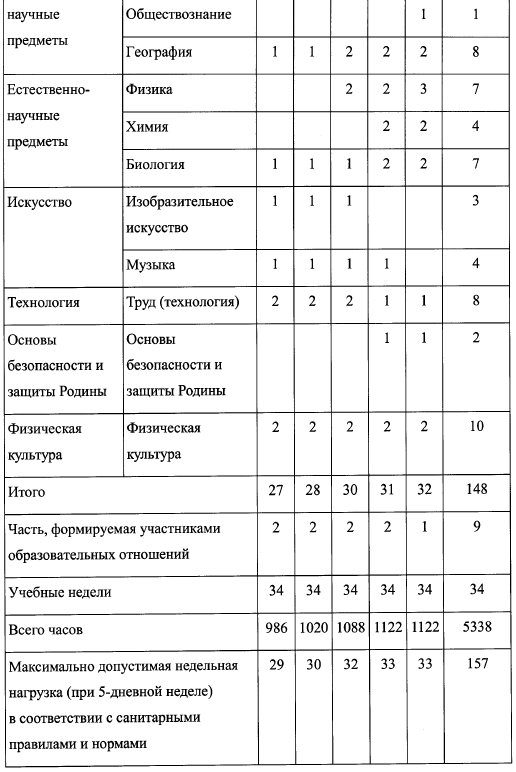 научные Обществознание 1 1
предметы
География 1 1 2 2 2 8
Естественно- Физика 2 2 3 7
научные
предметы Химия 2 2 4
Биология 1 1 1 2 2 7
Искусство Изобразительное 1 1 1 3
искусство
Музыка 1 1 1 1 4
Технология Труд (технология) 2 2 2 1 1 8
Основы Основы 1 1 2
безопасности и безопасности и
защиты Родины защиты Родины
Физическая Физическая 2 2 2 2 2 10
культура культура
Итого 27 28 30 31 32 148
Часть, формируемая участниками 2 2 2 2 1 9
образовательных отношений
Учебные недели 34 34 34 34 34 34
Всего часов 986 1020 1088 1122 1122 5338
Максимально допустимая недельная 29 30 32 33 33 157
нагрузка (при 5-дневной неделе)
в соответствии с санитарными
правилами и нормами